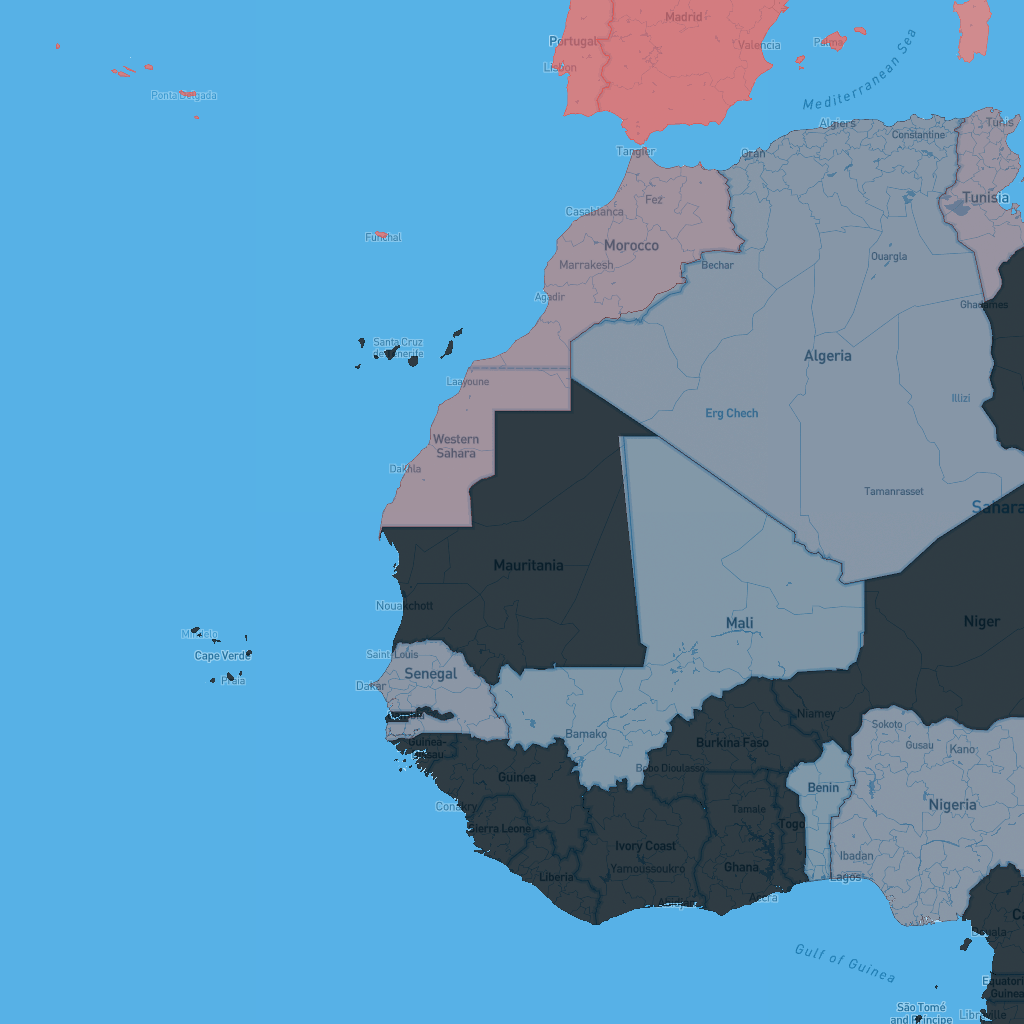 Madrid
Portugal
Valencia
Palma
Lisbon
Mediterranean Sea
Ponta Delgada
Algiers
Tunis
Constantine
Tangier
Oran
Tunisia
Fez
Casablanca
Funchal
Morocco
Ouargla
Marrakesh
Bechar
Agadir
Ghadames
Santa Cruz
de Tenerife
Algeria
Laayoune
Illizi
Erg Chech
Western
Sahara
Dakhla
Tamanrasset
Sahara
Mauritania
Nouakchott
Niger
Mali
Mindelo
Cape Verde
Saint-Louis
Praia
Senegal
Dakar
Niamey
Sokoto
Bamako
Burkina Faso
Gusau
Kano
Guinea-
Bissau
Bobo Dioulasso
Guinea
Benin
Conakry
Tamale
Nigeria
Togo
Sierra Leone
Ivory Coast
Ibadan
Yamoussoukro
Ghana
Liberia
Lagos
Abidjan
Accra
Ca
Douala
Gulf of Guinea
Equatori
Guinea
São Tomé
and Príncipe
Libreville